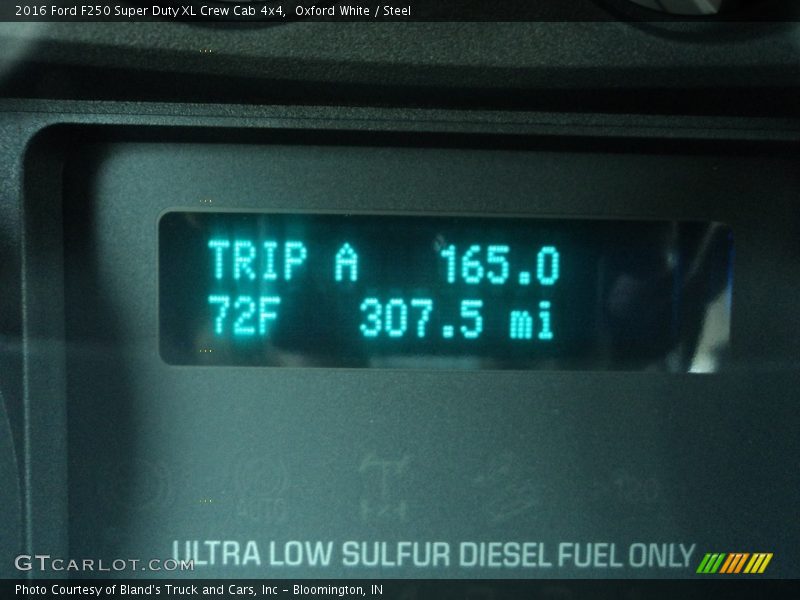 2016 Ford F250 Super Duty XL Crew Cab 4x4, Oxford White / Steel
TRIP A 165.0
72F 307.5 mi
ULTRA LOW SULFUR DIESEL FUEL ONLY
GTCARLOT.COM
Photo Courtesy of Bland's Truck and Cars, Inc - Bloomington, IN